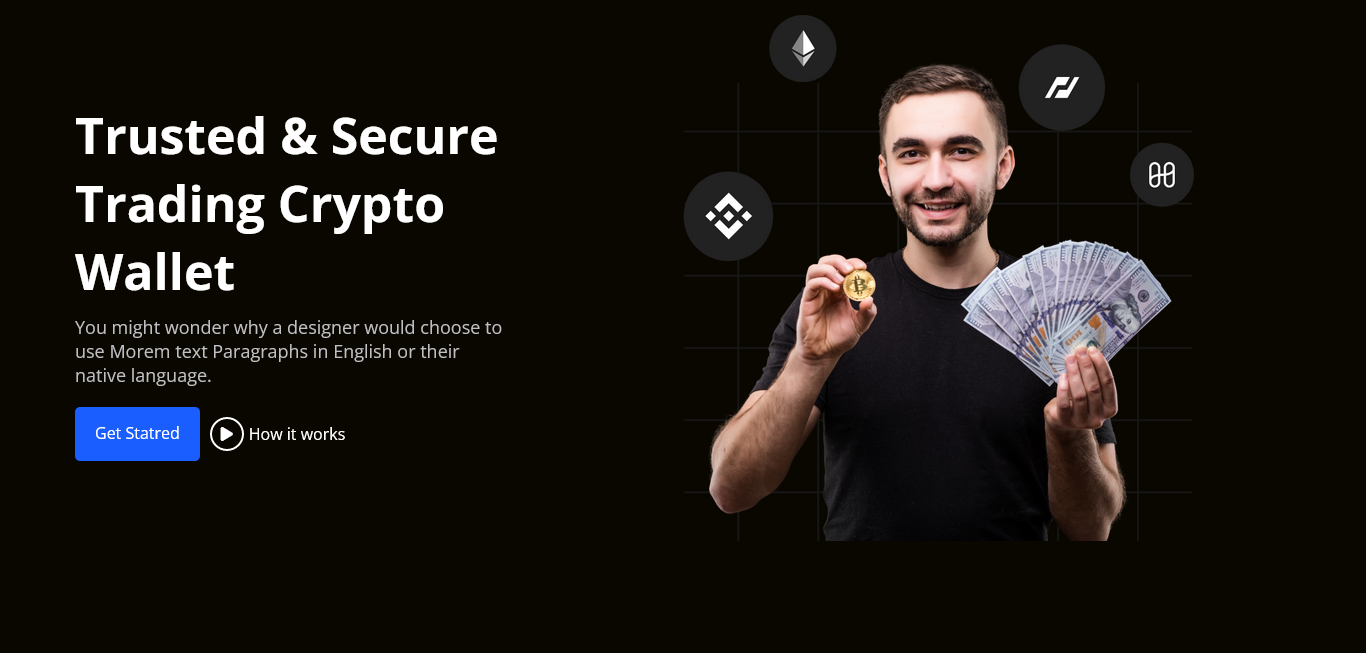 Trusted & Secure
Trading Crypto
Wallet
You might wonder why a designer would choose to
use Morem text Paragraphs in English or their
native language.
Get Statred
How it works